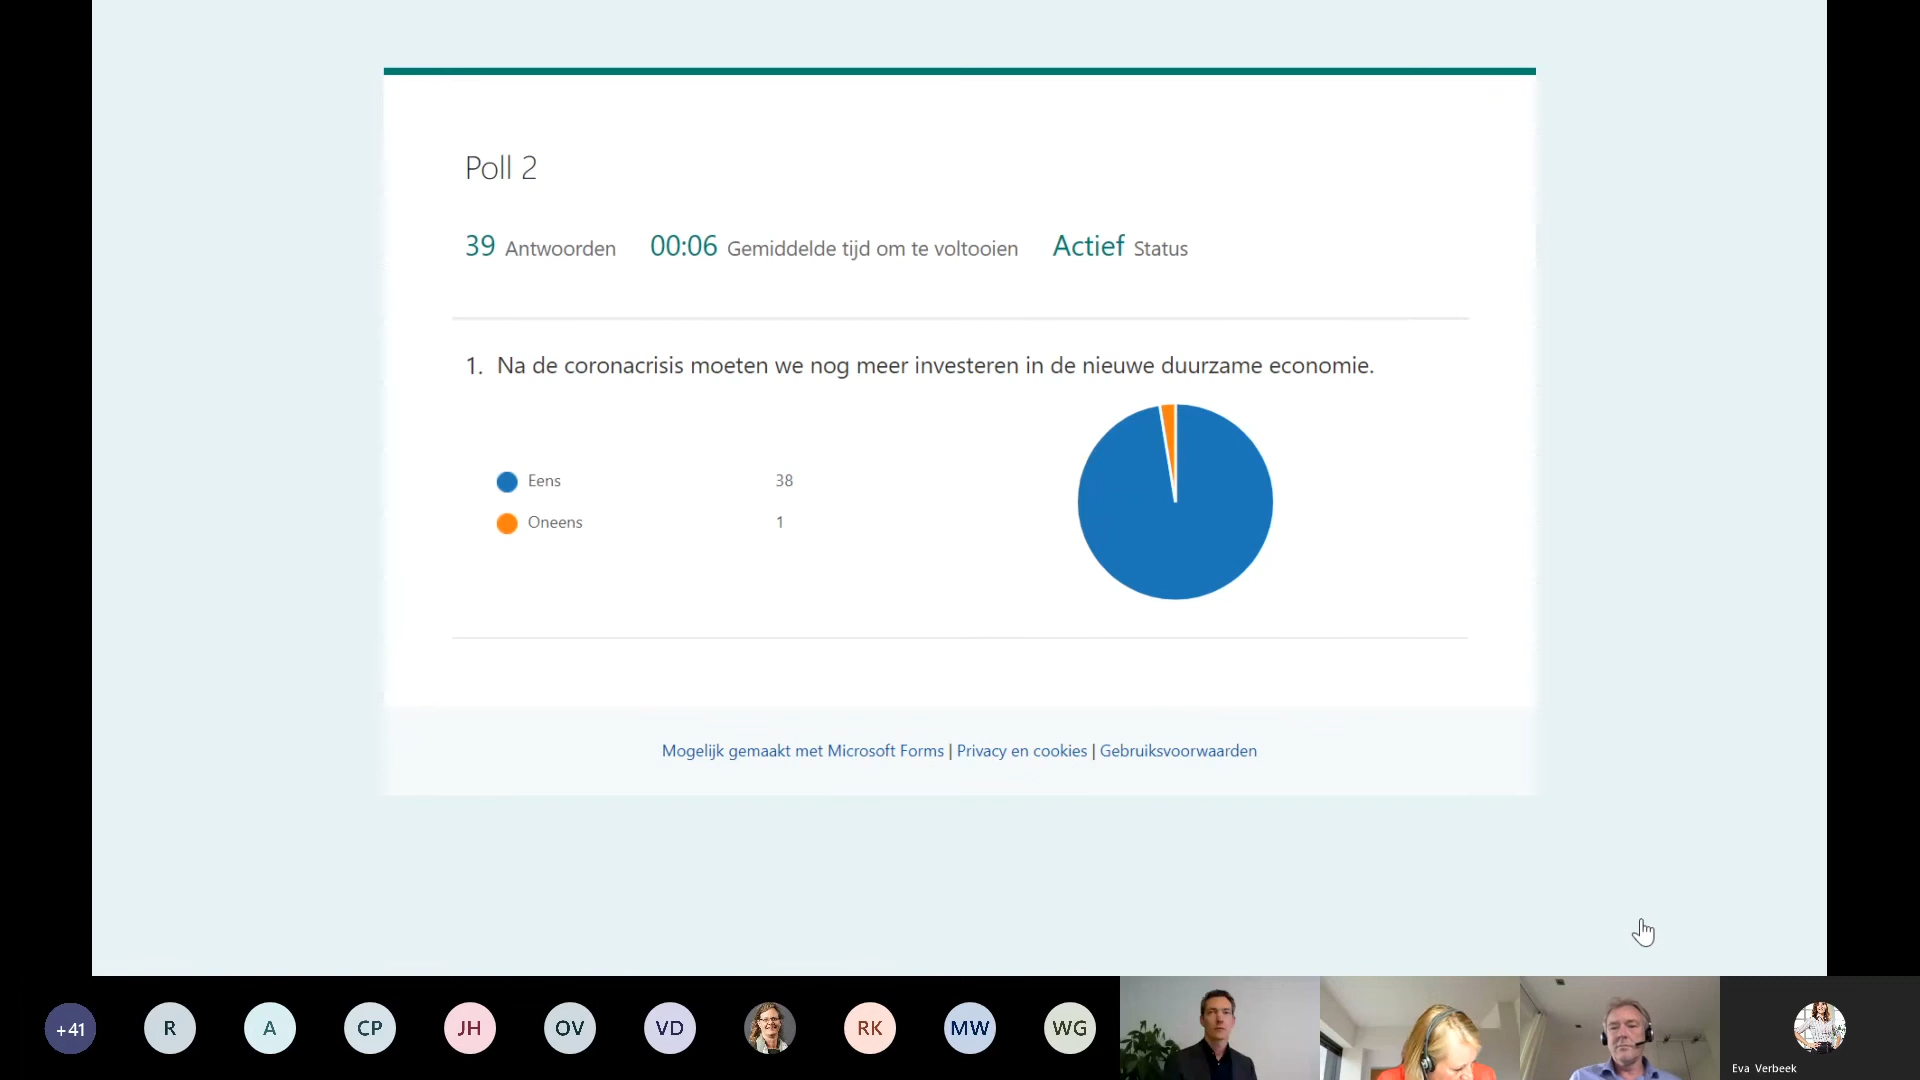 Poll 2
39 Antwoorden 00:06 Gemiddelde tijd om te voltooien Actief Status
1. Na de coronacrisis moeten we nog meer investeren in de nieuwe duurzame economie.
Eens 38
Oneens 1
Mogelijk gemaakt met Microsoft Forms | Privacy en cookies | Gebruiksvoorwaarden
+41 R A CP JH OV VD RK MW WG
Eva Verbeek